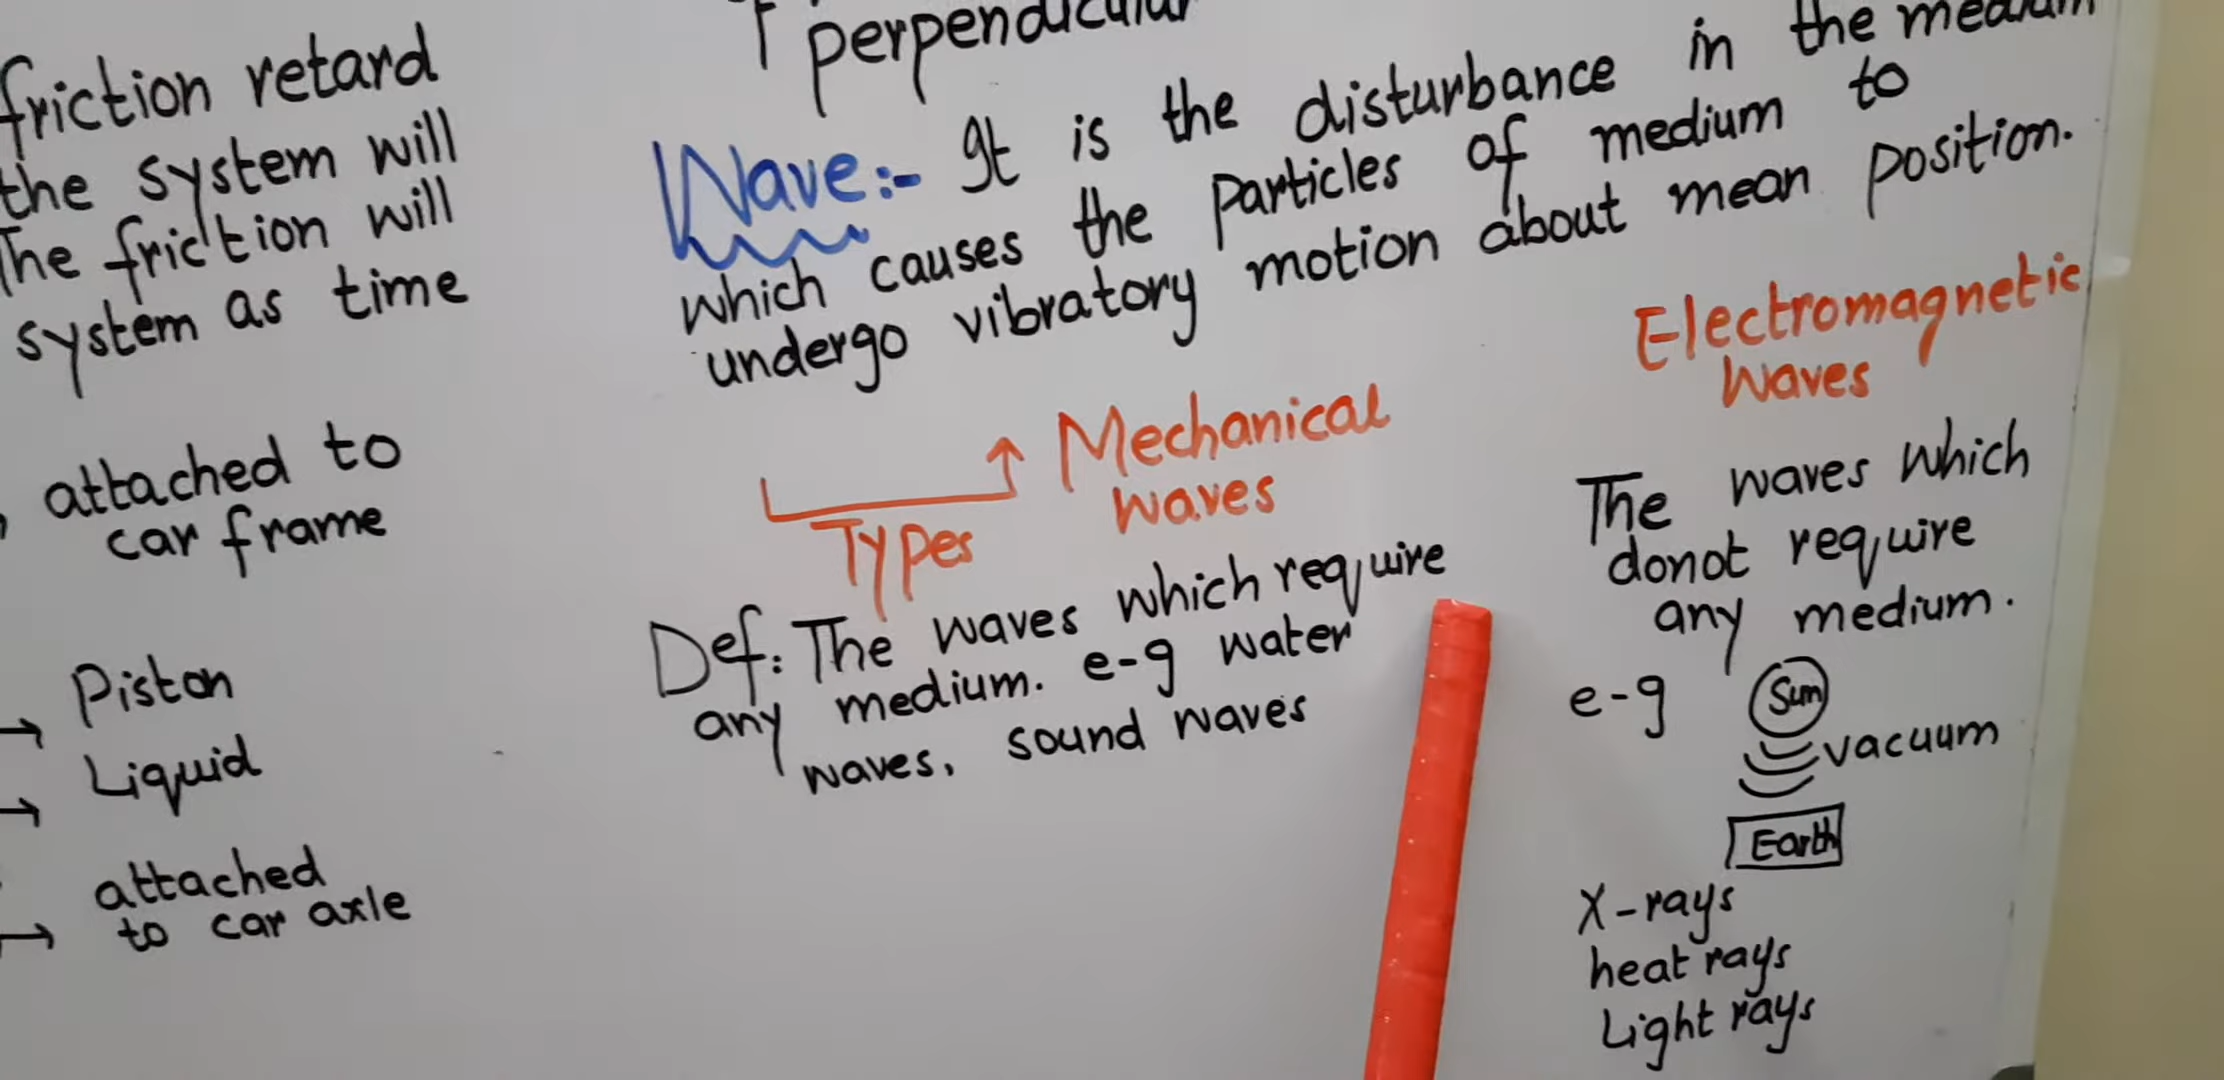 friction retard
the system will
The friction will
system as time
attached to
car frame
Piston
Liquid
attached
to car axle
perpendicular
Wave:- It is the disturbance in the medium
which causes the particles of medium to
undergo vibratory motion about mean position.
Types
Mechanical
waves
Def: The waves which require
any medium. e-g water
waves, sound waves
Electromagnetic
Waves
The waves which
donot require
any medium.
e-g
Sun
vacuum
Earth
X-rays
heat rays
Light rays